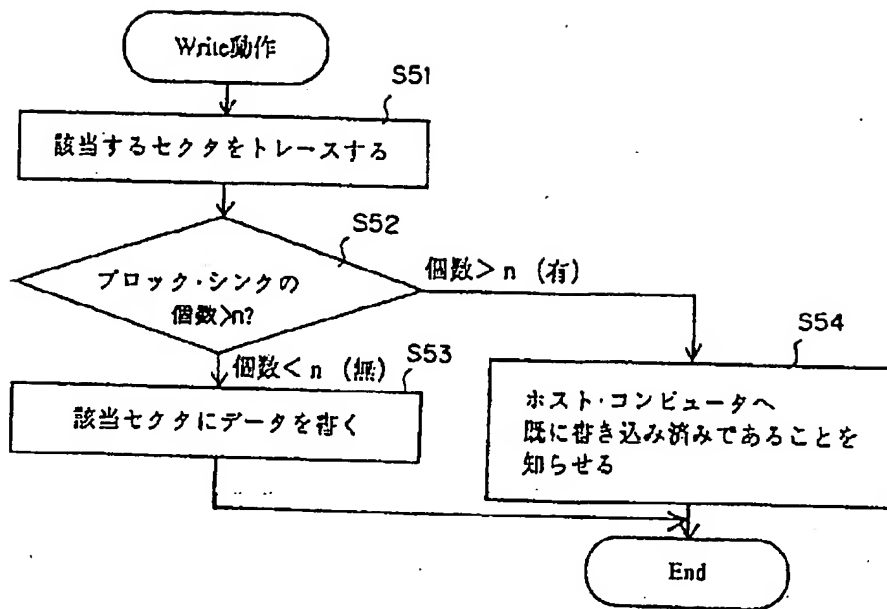 Write動作
S51
該当するセクタをトレースする
S52
ブロック·シンクの
個数>n?
個数>n (有)
個数<n (無)
S53
該当セクタにデータを書く
S54
ホスト·コンピュータへ
既に書き込み済みであることを
知らせる
End